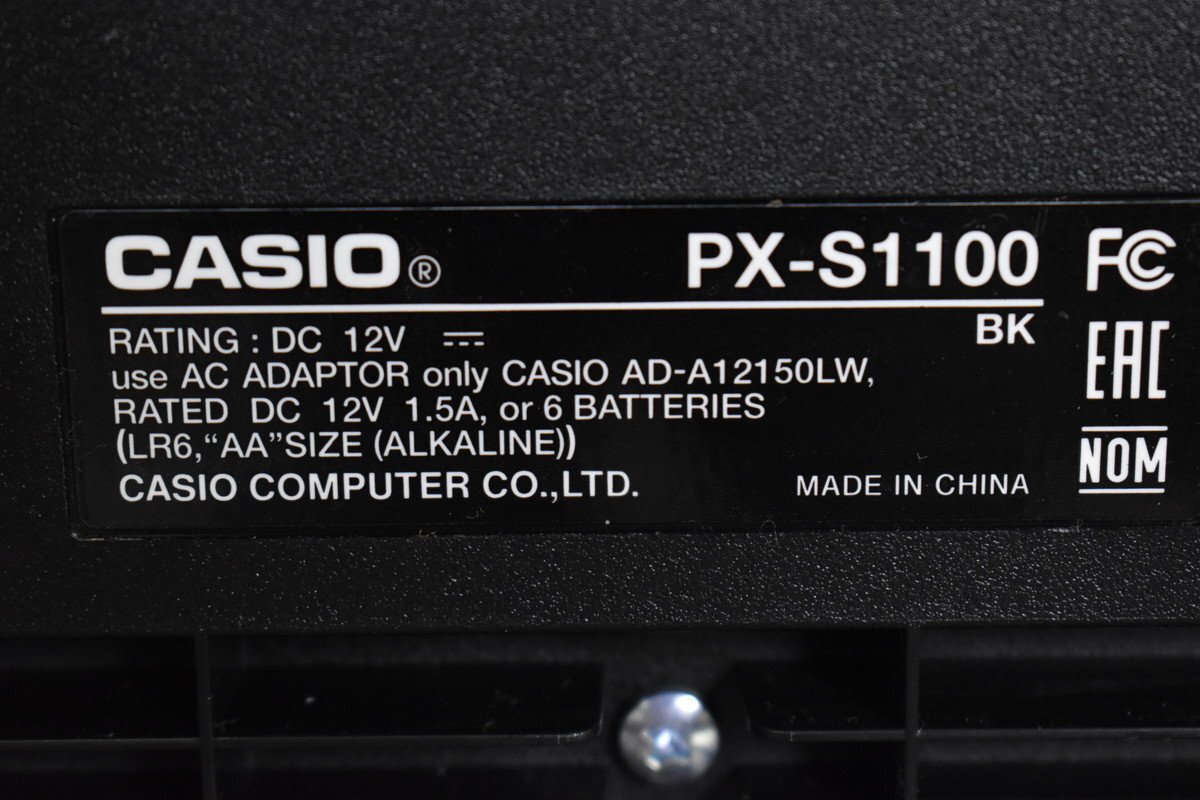 CASIO® PX-S1100 FC
BK
RATING : DC 12V ⎓
EAC
use AC ADAPTOR only CASIO AD-A12150LW,
RATED DC 12V 1.5A, or 6 BATTERIES
(LR6,“AA”SIZE (ALKALINE))
NOM
CASIO COMPUTER CO.,LTD. MADE IN CHINA